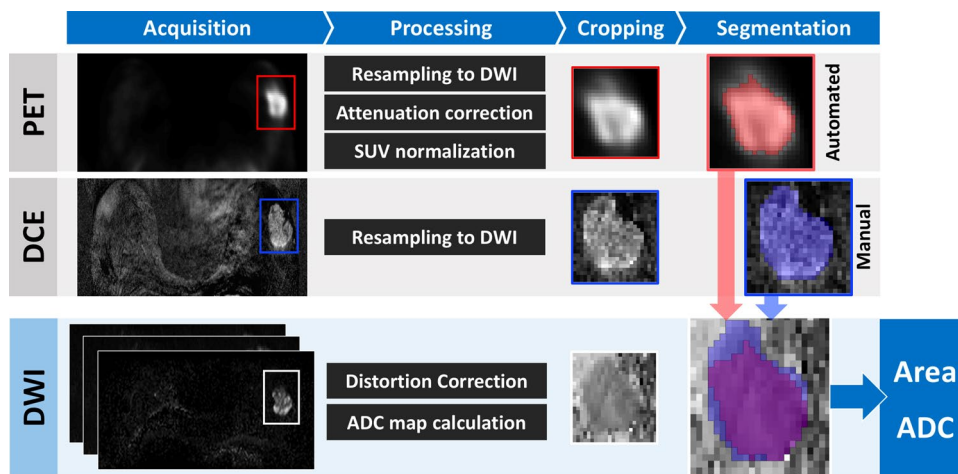 Acquisition
Processing
Cropping
Segmentation
PET
Resampling to DWI
Attenuation correction
SUV normalization
Automated
DCE
Resampling to DWI
Manual
DWI
Distortion Correction
ADC map calculation
Area
ADC